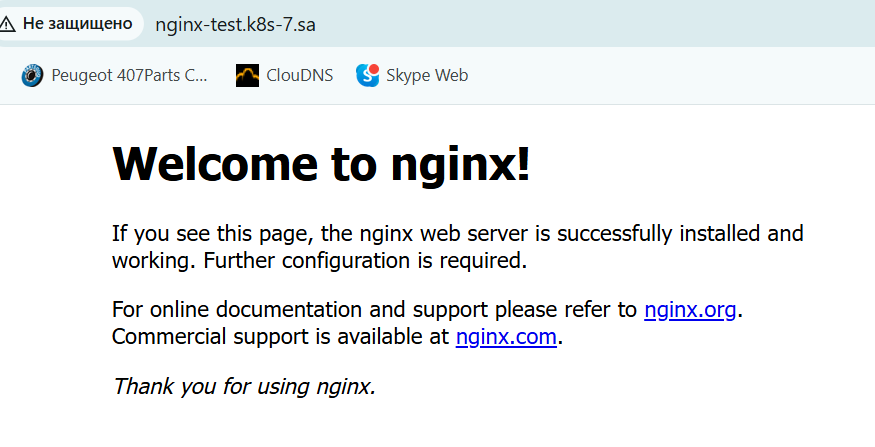 Не защищено nginx-test.k8s-7.sa
Peugeot 407Parts C... ClouDNS Skype Web
Welcome to nginx!
If you see this page, the nginx web server is successfully installed and
working. Further configuration is required.
For online documentation and support please refer to nginx.org.
Commercial support is available at nginx.com.
Thank you for using nginx.